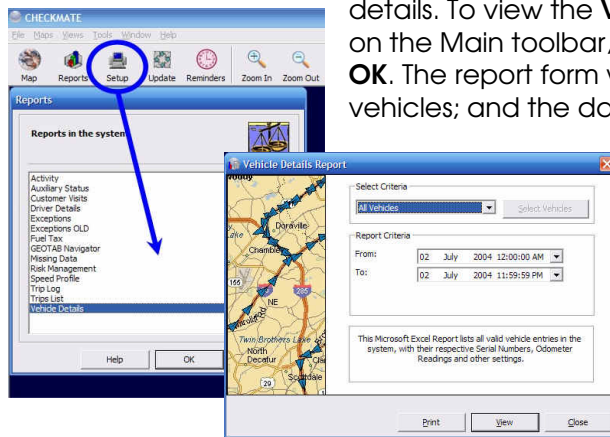 details. To view the V
on the Main toolbar,
OK. The report form v
vehicles; and the da
CHECKMATE
File Maps Views Tools Window Help
Map Reports Setup Update Reminders Zoom In Zoom Out
Reports
Reports in the system
Activity
Auxiliary Status
Customer Visits
Driver Details
Exceptions
Exceptions OLD
Fuel Tax
GEOTAB Navigator
Missing Data
Risk Management
Speed Profile
Trip Log
Trips List
Vehicle Details
Help OK
Vehicle Details Report
Doraville
Lake
Chamble
166
285
NE
Twin Brothers Lake
North
Decatur
Cla
Scottdale
29
Select Criteria
All Vehicles Select Vehicles
Report Criteria
From: 02 July 2004 12:00:00 AM
To: 02 July 2004 11:59:59 PM
This Microsoft Excel Report lists all valid vehicle entries in the
system, with their respective Serial Numbers, Odometer
Readings and other settings.
Print View Close